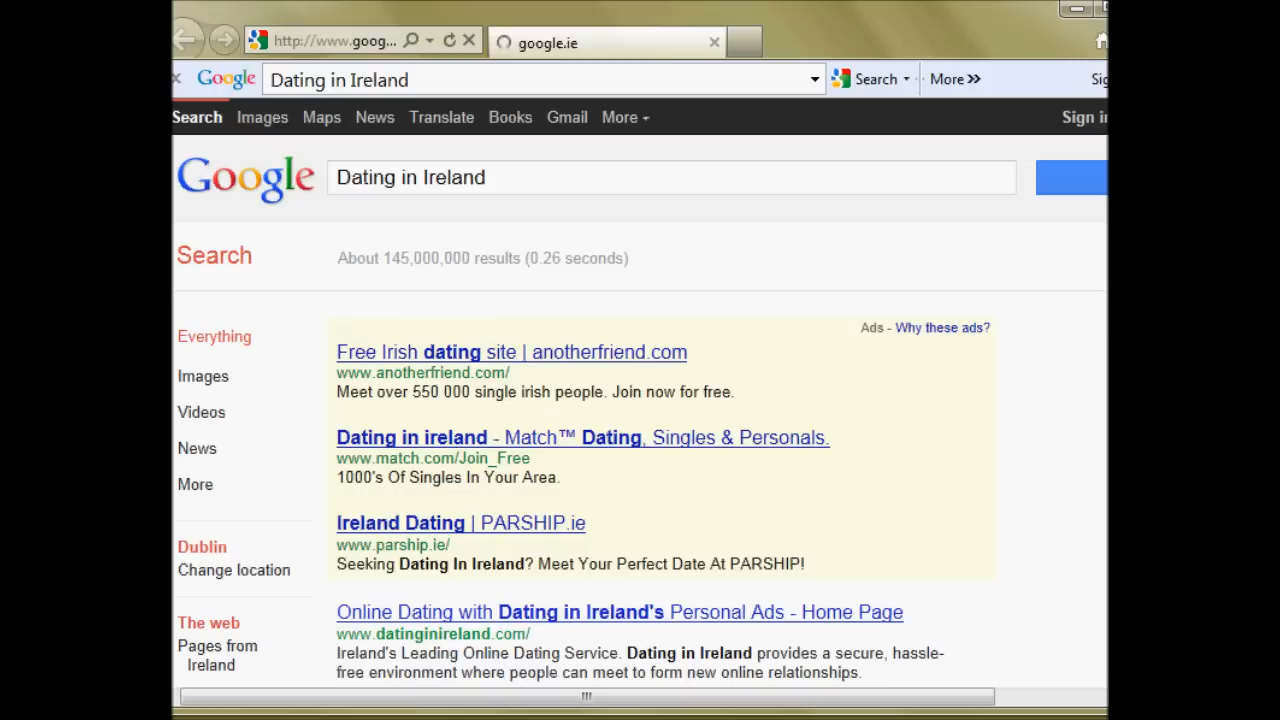 http://www.goog...
google.ie
Google
Dating in Ireland
Search
More
Search Images Maps News Translate Books Gmail More
Sign in
Google
Dating in Ireland
Search
About 145,000,000 results (0.26 seconds)
Everything
Images
Videos
News
More
Dublin
Change location
The web
Pages from
Ireland
Ads - Why these ads?
Free Irish dating site | anotherfriend.com
www.anotherfriend.com/
Meet over 550 000 single irish people. Join now for free.
Dating in ireland - Match™ Dating, Singles & Personals.
www.match.com/Join_Free
1000's Of Singles In Your Area.
Ireland Dating | PARSHIP.ie
www.parship.ie/
Seeking Dating In Ireland? Meet Your Perfect Date At PARSHIP!
Online Dating with Dating in Ireland's Personal Ads - Home Page
www.datinginireland.com/
Ireland's Leading Online Dating Service. Dating in Ireland provides a secure, hassle-
free environment where people can meet to form new online relationships.